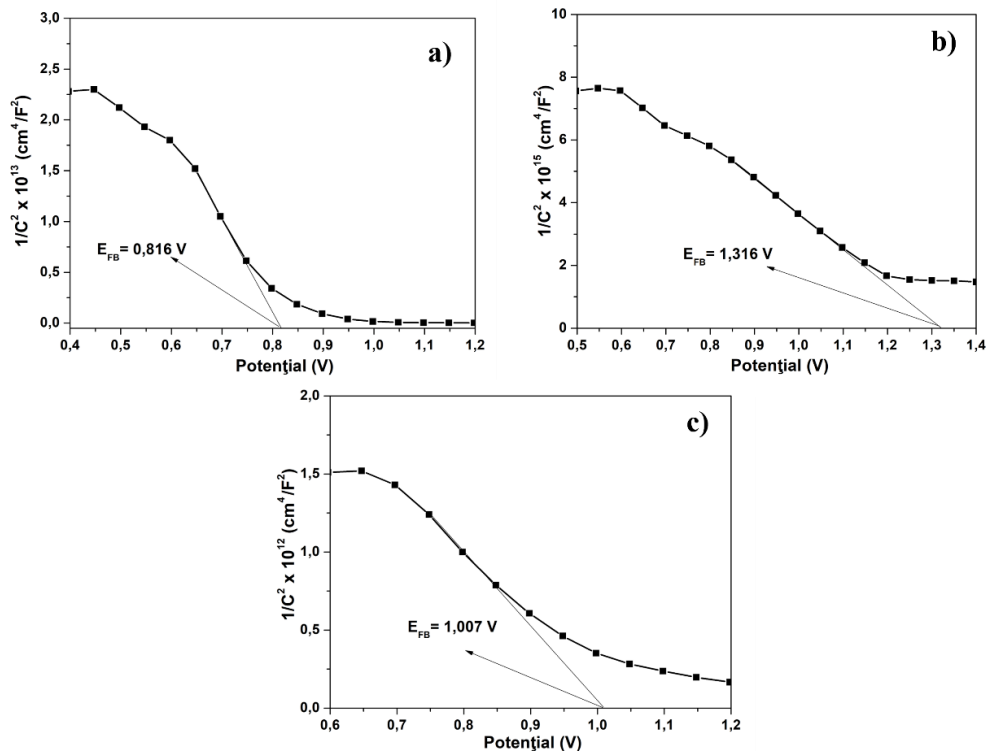 a)
3,0
2,5
2,0
1,5
1,0
0,5
0,0
1/C² x 10¹³ (cm⁴/F²)
E_FB= 0,816 V
0,4 0,5 0,6 0,7 0,8 0,9 1,0 1,1 1,2
Potenţial (V)
b)
10
8
6
4
2
0
1/C² x 10¹⁵ (cm⁴/F²)
E_FB= 1,316 V
0,5 0,6 0,7 0,8 0,9 1,0 1,1 1,2 1,3 1,4
Potenţial (V)
c)
2,0
1,5
1,0
0,5
0,0
1/C² x 10¹² (cm⁴/F²)
E_FB= 1,007 V
0,6 0,7 0,8 0,9 1,0 1,1 1,2
Potenţial (V)